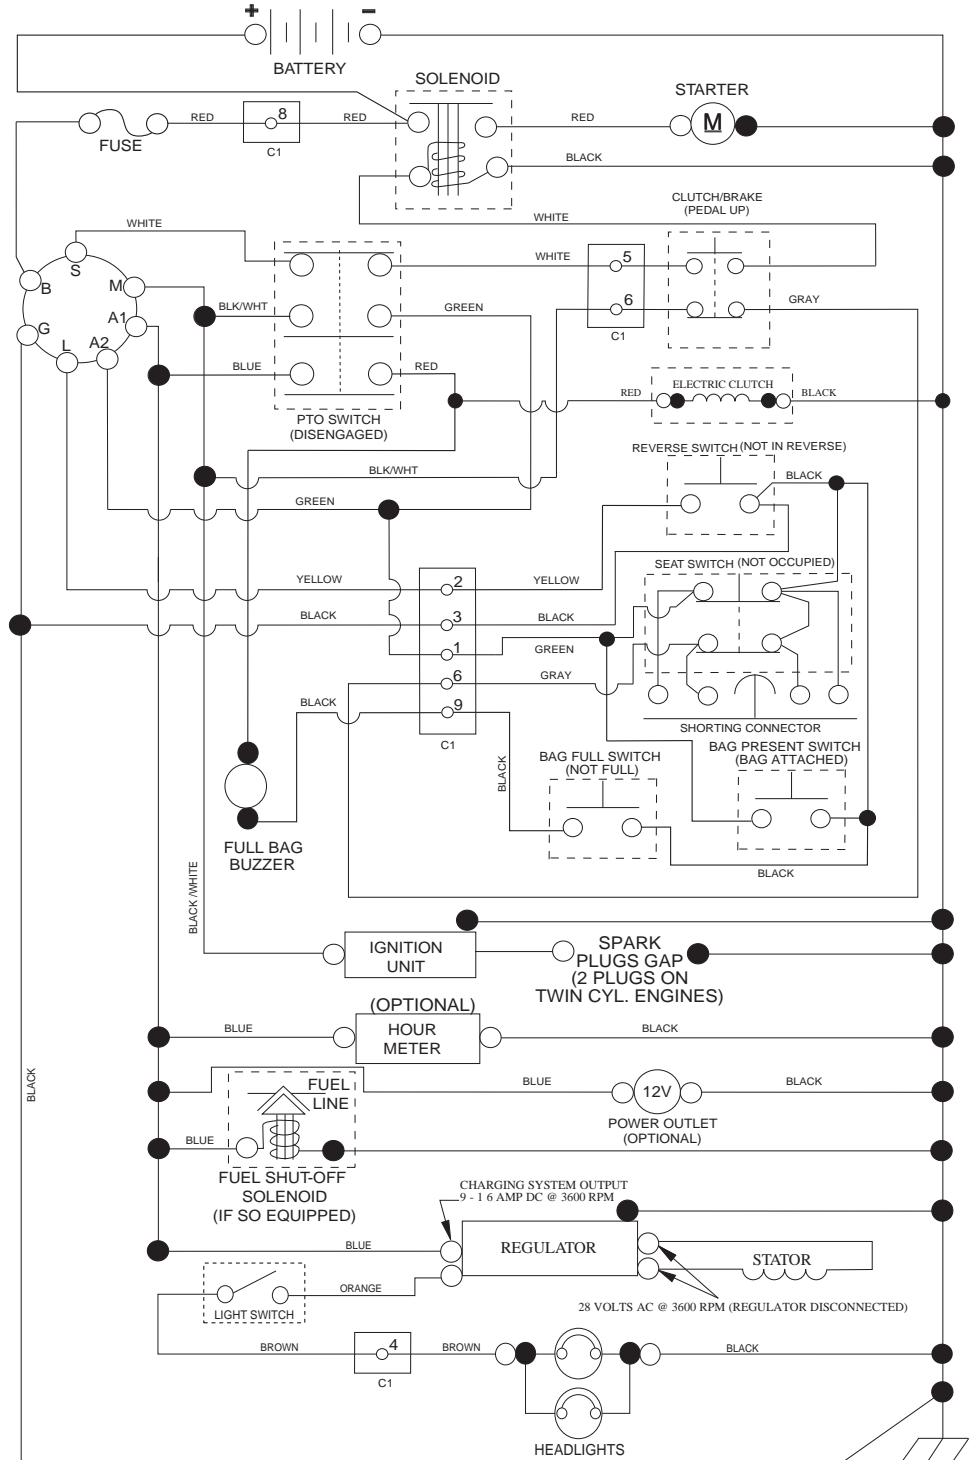 + −
BATTERY
SOLENOID
STARTER
M
FUSE
RED
8
C1
RED
RED
BLACK
CLUTCH/BRAKE
(PEDAL UP)
WHITE
WHITE
WHITE
5
6
C1
GRAY
S
B
M
G
A1
L
A2
BLK/WHT
GREEN
BLUE
RED
PTO SWITCH
(DISENGAGED)
RED
ELECTRIC CLUTCH
BLACK
REVERSE SWITCH (NOT IN REVERSE)
BLK/WHT
BLACK
GREEN
SEAT SWITCH (NOT OCCUPIED)
YELLOW
2
YELLOW
BLACK
3
BLACK
1
GREEN
6
GRAY
BLACK
9
C1
SHORTING CONNECTOR
BLACK
BAG FULL SWITCH
(NOT FULL)
BAG PRESENT SWITCH
(BAG ATTACHED)
FULL BAG
BUZZER
BLACK
BLACK /WHITE
IGNITION
UNIT
SPARK
PLUGS GAP
(2 PLUGS ON
TWIN CYL. ENGINES)
(OPTIONAL)
BLUE
HOUR
METER
BLACK
BLACK
FUEL
LINE
BLUE
12V
BLACK
POWER OUTLET
(OPTIONAL)
BLUE
FUEL SHUT-OFF
SOLENOID
(IF SO EQUIPPED)
CHARGING SYSTEM OUTPUT
9 - 1 6 AMP DC @ 3600 RPM
BLUE
REGULATOR
STATOR
LIGHT SWITCH
ORANGE
28 VOLTS AC @ 3600 RPM (REGULATOR DISCONNECTED)
BROWN
4
C1
BROWN
BLACK
HEADLIGHTS